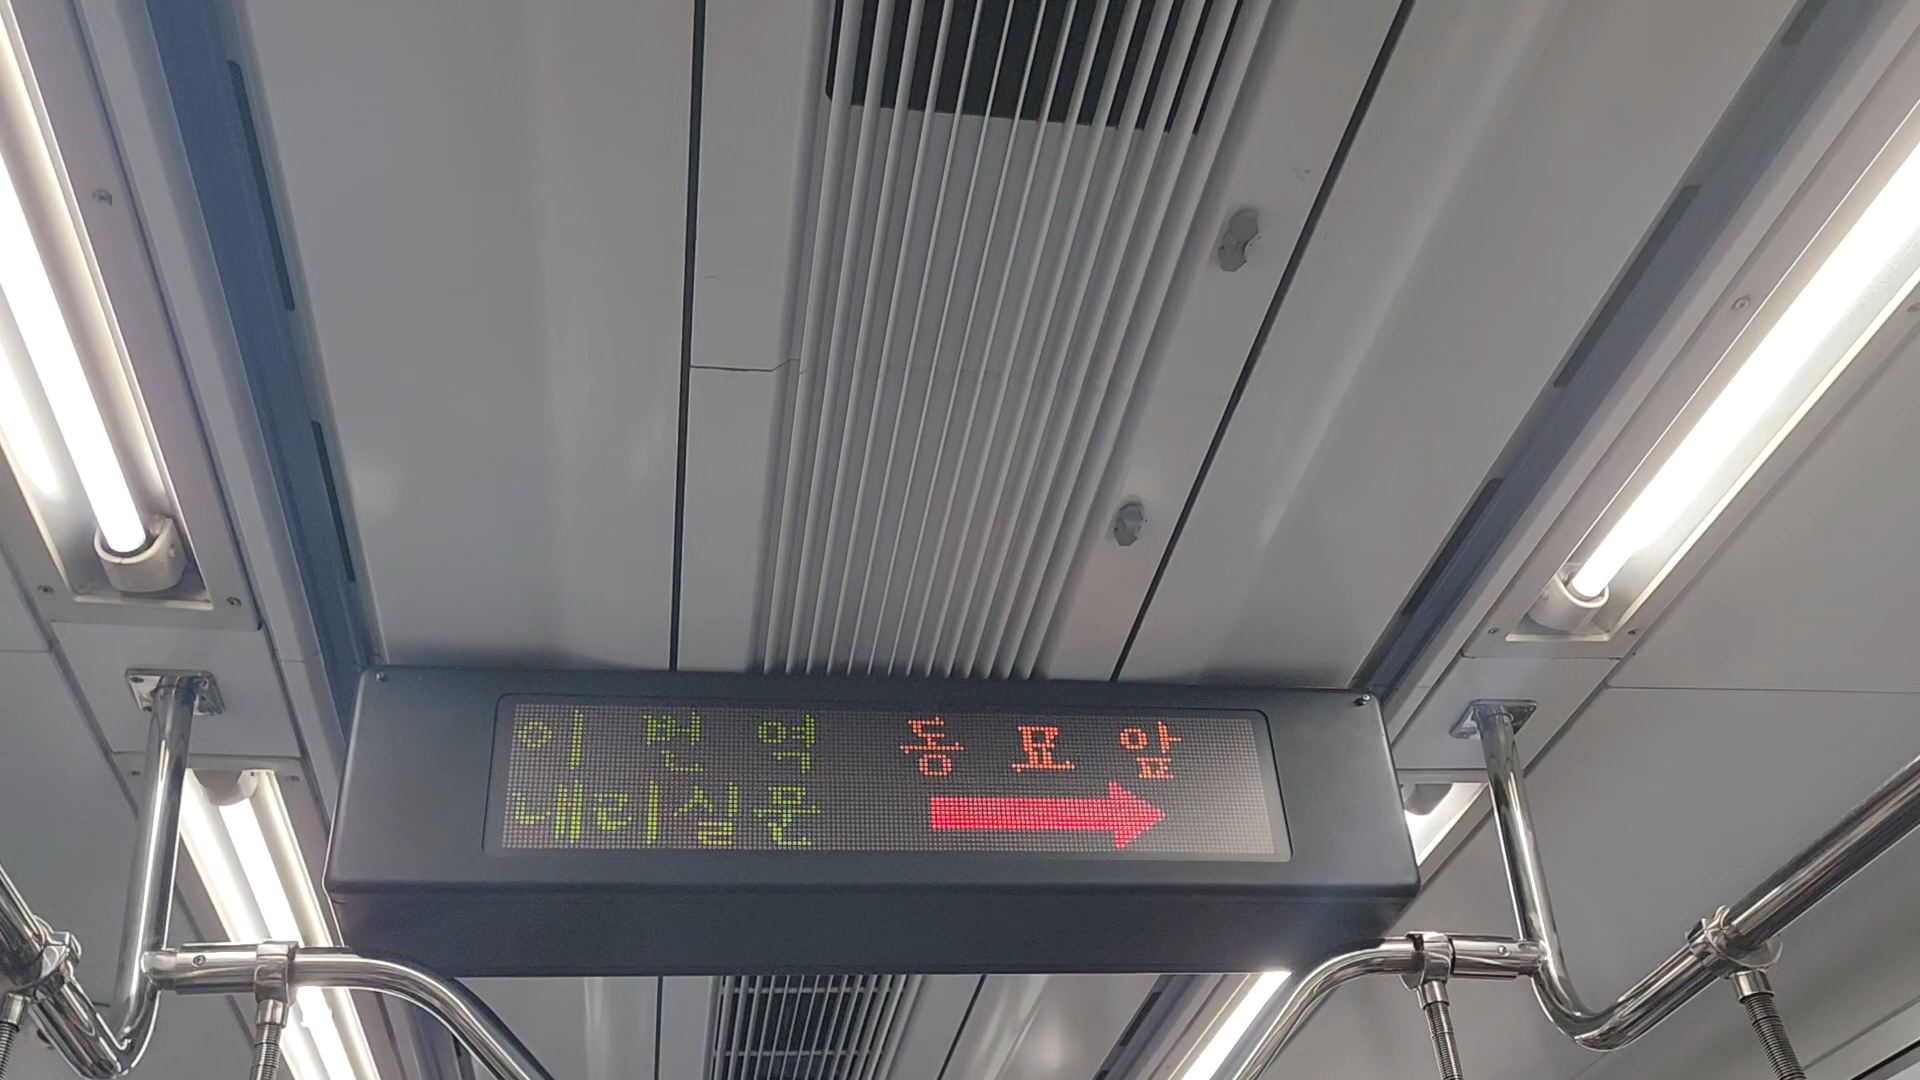 이 번 역 동 묘 앞
내리실문 →